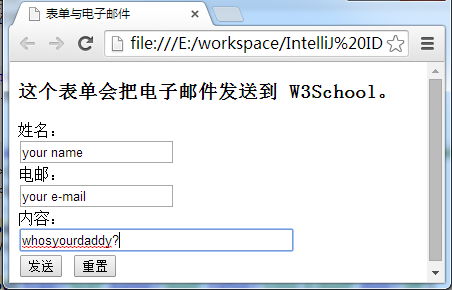 表单与电子邮件
file:///E:/workspace/IntelliJ%20ID
这个表单会把电子邮件发送到 W3School。
姓名：
your name
电邮：
your e-mail
内容：
whosyourdaddy?
发送 重置